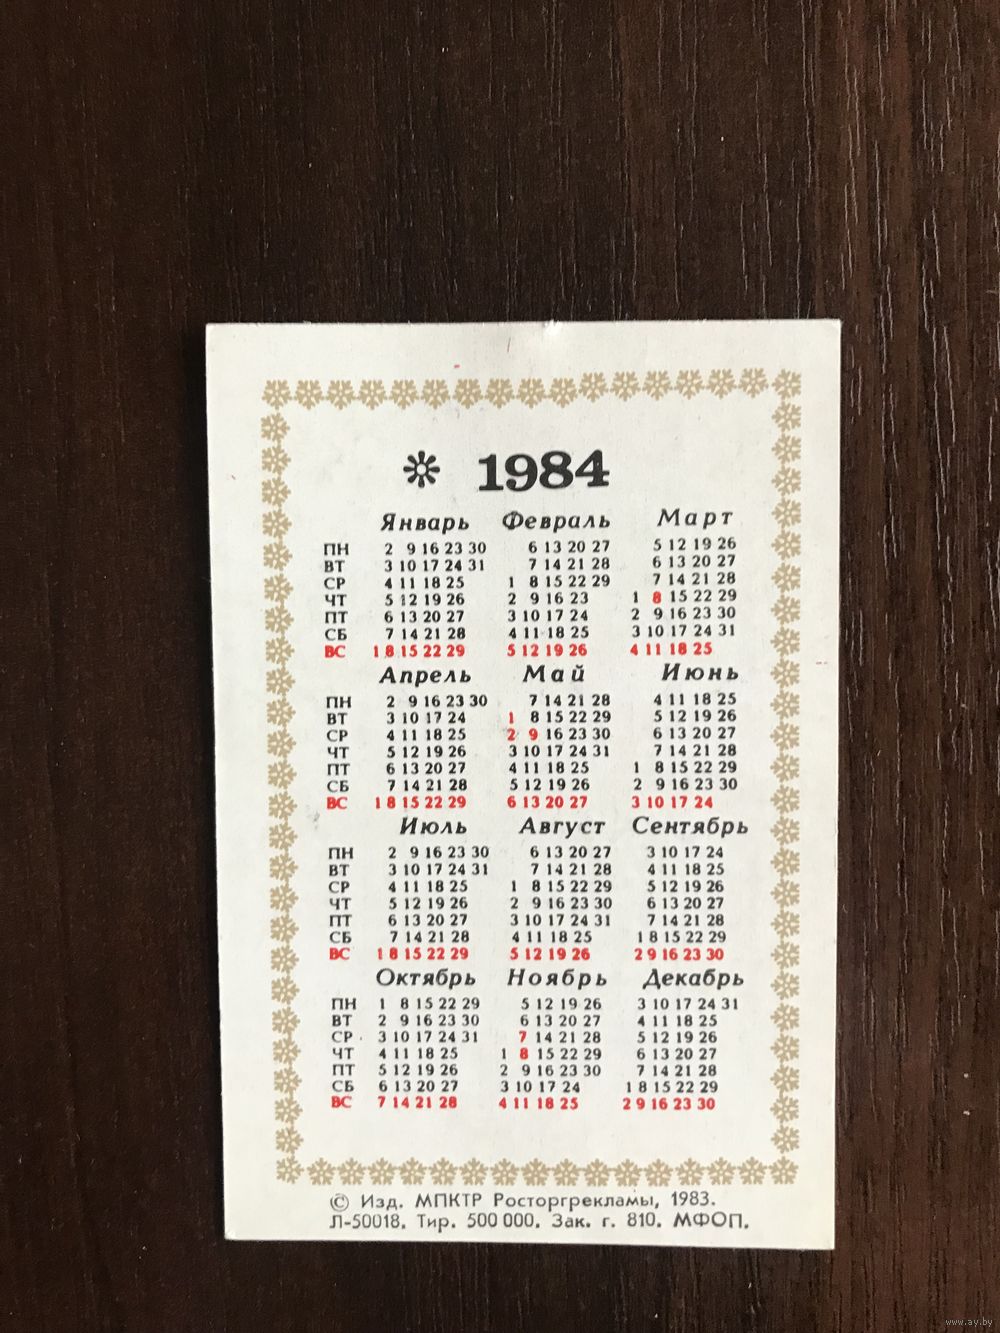 1984
Январь Февраль Март
ПН 2 9 16 23 30 6 13 20 27 5 12 19 26
ВТ 3 10 17 24 31 7 14 21 28 6 13 20 27
СР 4 11 18 25 1 8 15 22 29 7 14 21 28
ЧТ 5 12 19 26 2 9 16 23 1 8 15 22 29
ПТ 6 13 20 27 3 10 17 24 2 9 16 23 30
СБ 7 14 21 28 4 11 18 25 3 10 17 24 31
ВС 1 8 15 22 29 5 12 19 26 4 11 18 25
Апрель Май Июнь
ПН 2 9 16 23 30 7 14 21 28 4 11 18 25
ВТ 3 10 17 24 1 8 15 22 29 5 12 19 26
СР 4 11 18 25 2 9 16 23 30 6 13 20 27
ЧТ 5 12 19 26 3 10 17 24 31 7 14 21 28
ПТ 6 13 20 27 4 11 18 25 1 8 15 22 29
СБ 7 14 21 28 5 12 19 26 2 9 16 23 30
ВС 1 8 15 22 29 6 13 20 27 3 10 17 24
Июль Август Сентябрь
ПН 2 9 16 23 30 6 13 20 27 3 10 17 24
ВТ 3 10 17 24 31 7 14 21 28 4 11 18 25
СР 4 11 18 25 1 8 15 22 29 5 12 19 26
ЧТ 5 12 19 26 2 9 16 23 30 6 13 20 27
ПТ 6 13 20 27 3 10 17 24 31 7 14 21 28
СБ 7 14 21 28 4 11 18 25 1 8 15 22 29
ВС 1 8 15 22 29 5 12 19 26 2 9 16 23 30
Октябрь Ноябрь Декабрь
ПН 1 8 15 22 29 5 12 19 26 3 10 17 24 31
ВТ 2 9 16 23 30 6 13 20 27 4 11 18 25
СР 3 10 17 24 31 7 14 21 28 5 12 19 26
ЧТ 4 11 18 25 1 8 15 22 29 6 13 20 27
ПТ 5 12 19 26 2 9 16 23 30 7 14 21 28
СБ 6 13 20 27 3 10 17 24 1 8 15 22 29
ВС 7 14 21 28 4 11 18 25 2 9 16 23 30
© Изд. МПКТР Росторгрекламы, 1983.
Л-50018. Тир. 500 000. Зак. г. 810. МФОП.
www.ay.by